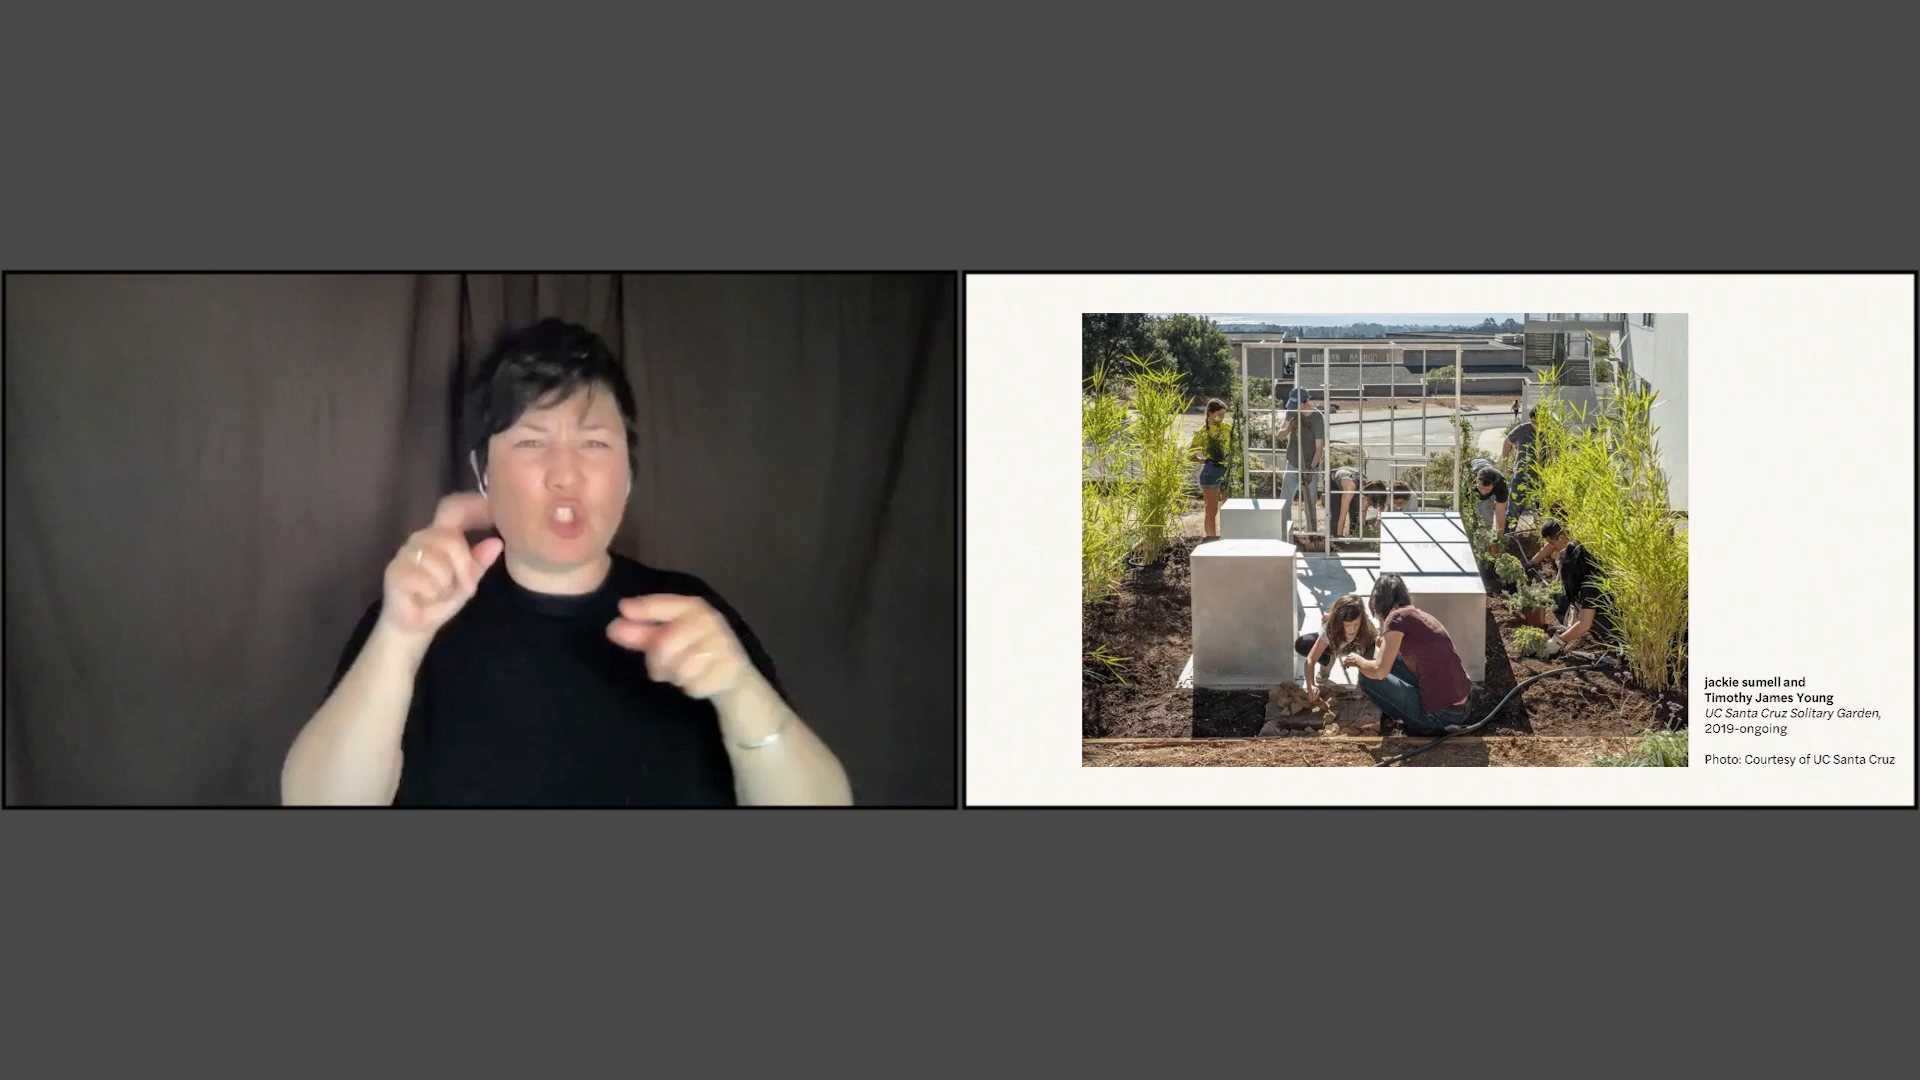 jackie sumell and
Timothy James Young
UC Santa Cruz Solitary Garden,
2019-ongoing
Photo: Courtesy of UC Santa Cruz